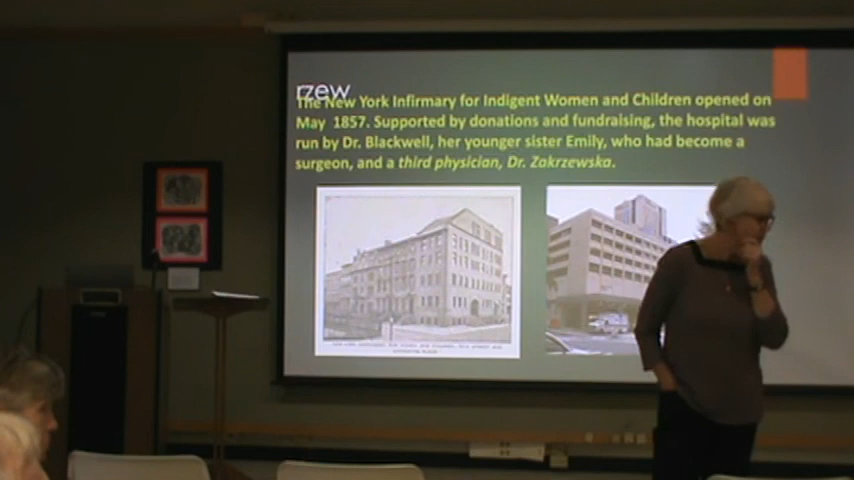 rzew
The New York Infirmary for Indigent Women and Children opened on
May 1857. Supported by donations and fundraising, the hospital was
run by Dr. Blackwell, her younger sister Emily, who had become a
surgeon, and a third physician, Dr. Zakrzewska.